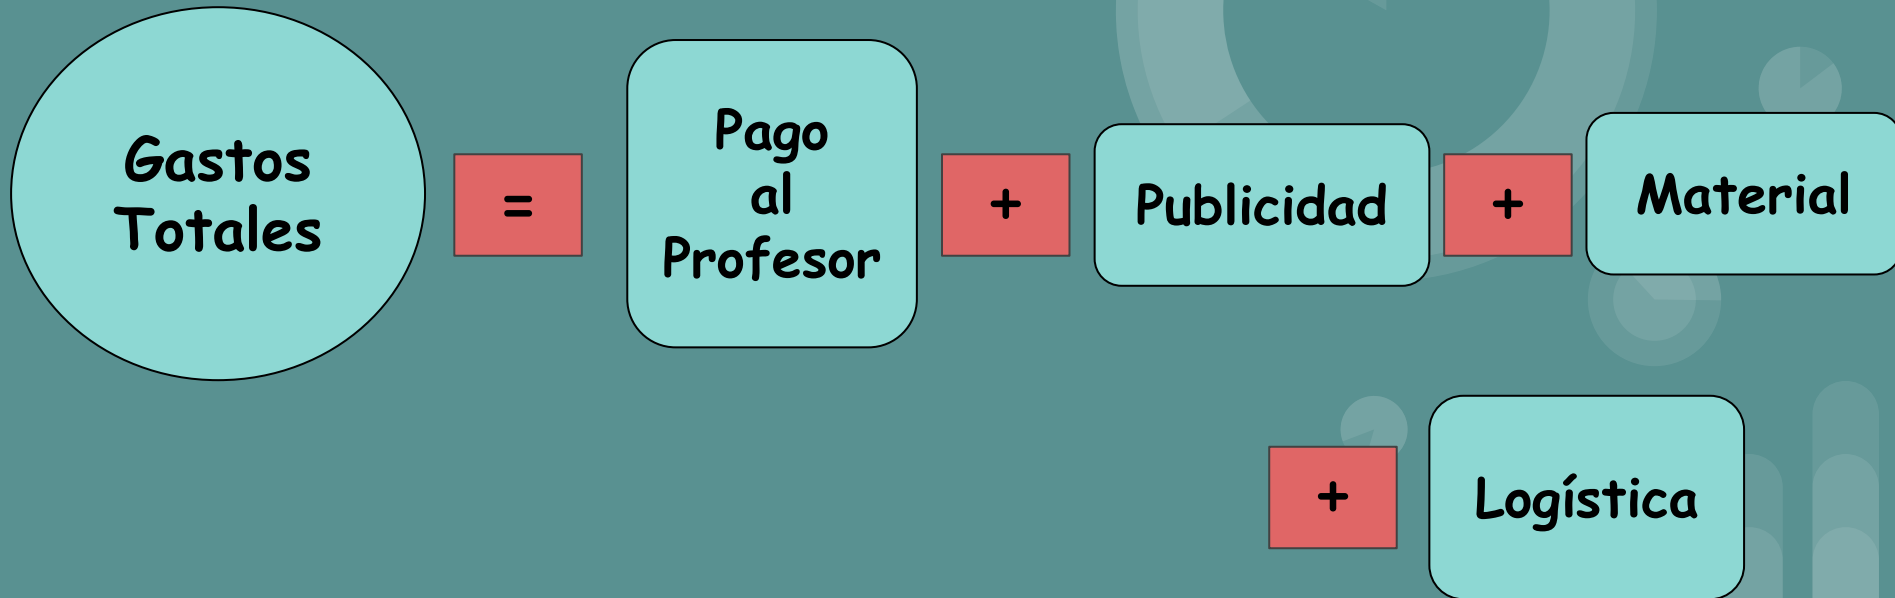 Gastos
Totales
=
Pago
al
Profesor
+
Publicidad
+
Material
+
Logística